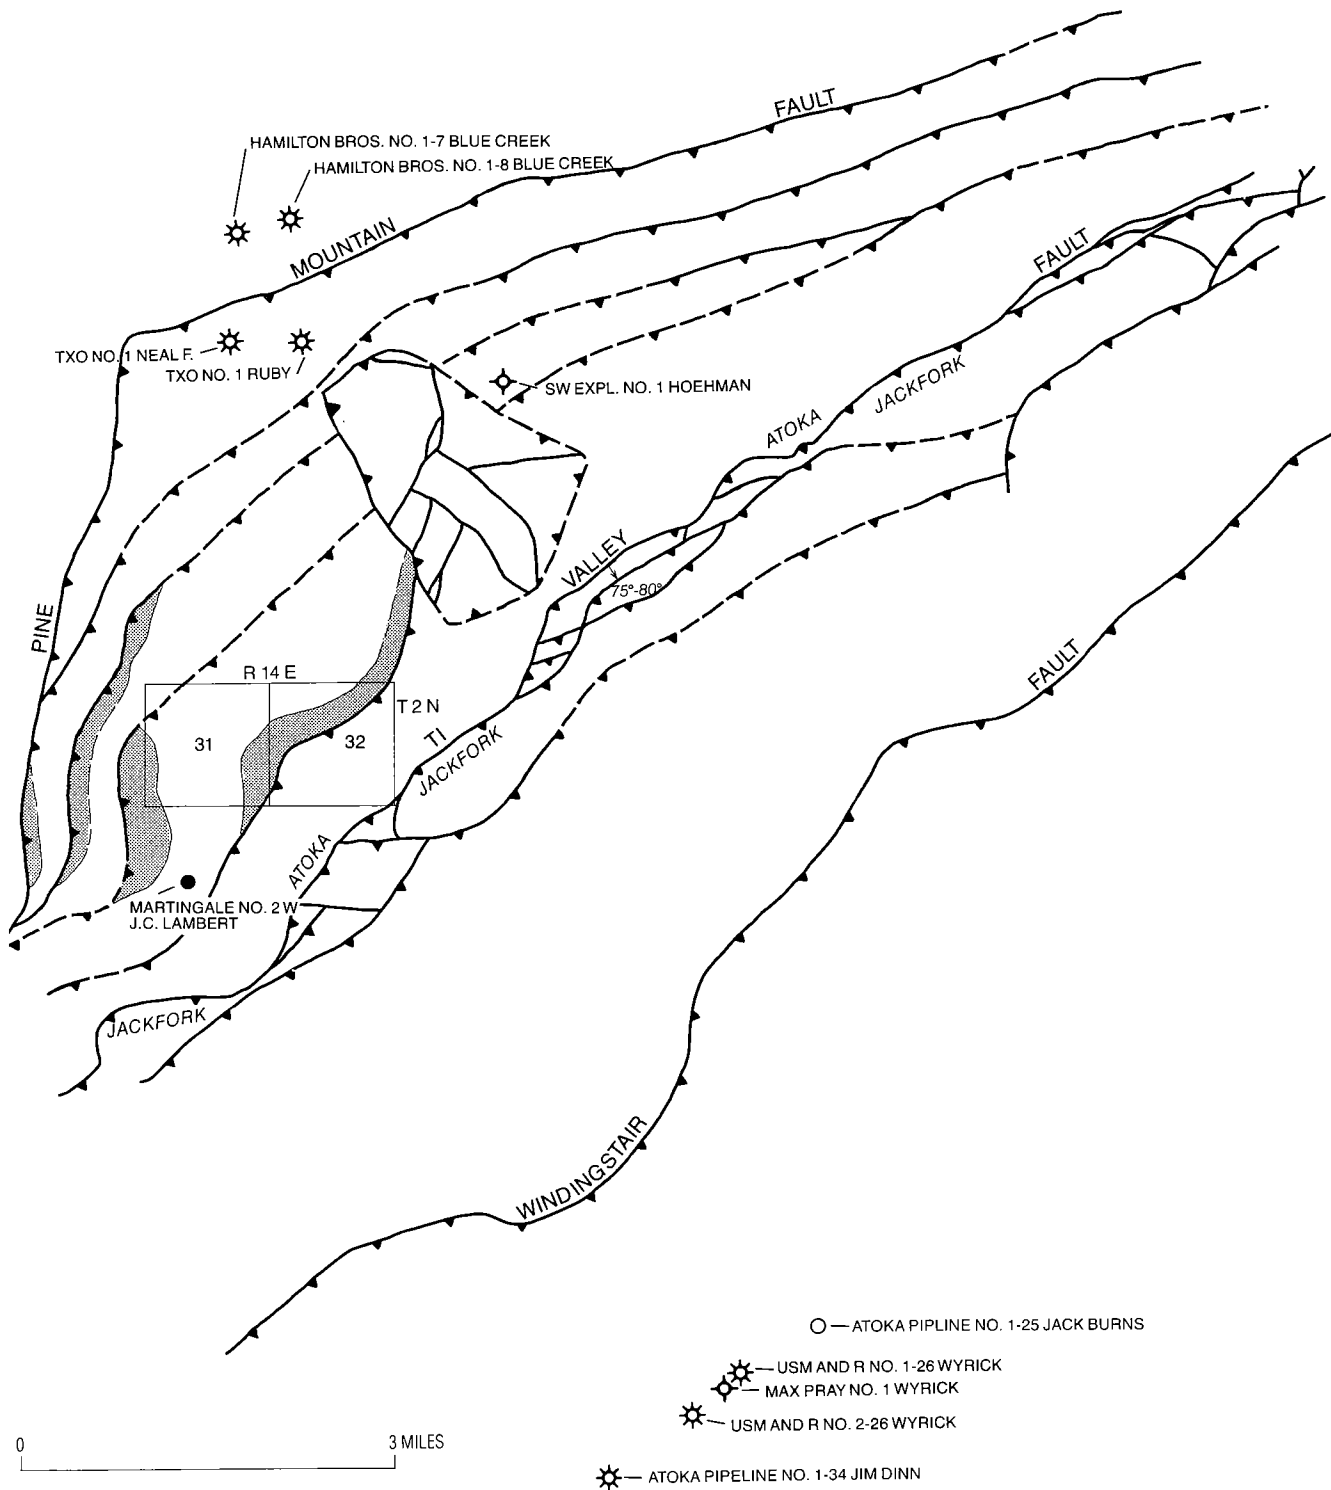 FAULT
HAMILTON BROS. NO. 1-7 BLUE CREEK
HAMILTON BROS. NO. 1-8 BLUE CREEK
MOUNTAIN
FAULT
TXO NO. 1 NEAL F.
TXO NO. 1 RUBY
SW EXPL. NO. 1 HOEHMAN
JACKFORK
ATOKA
VALLEY
75°-80°
PINE
R 14 E
T 2 N
31
32
FAULT
TI
JACKFORK
ATOKA
MARTINGALE NO. 2 W
J.C. LAMBERT
JACKFORK
WINDINGSTAIR
ATOKA PIPLINE NO. 1-25 JACK BURNS
USM AND R NO. 1-26 WYRICK
MAX PRAY NO. 1 WYRICK
USM AND R NO. 2-26 WYRICK
0
3 MILES
ATOKA PIPELINE NO. 1-34 JIM DINN